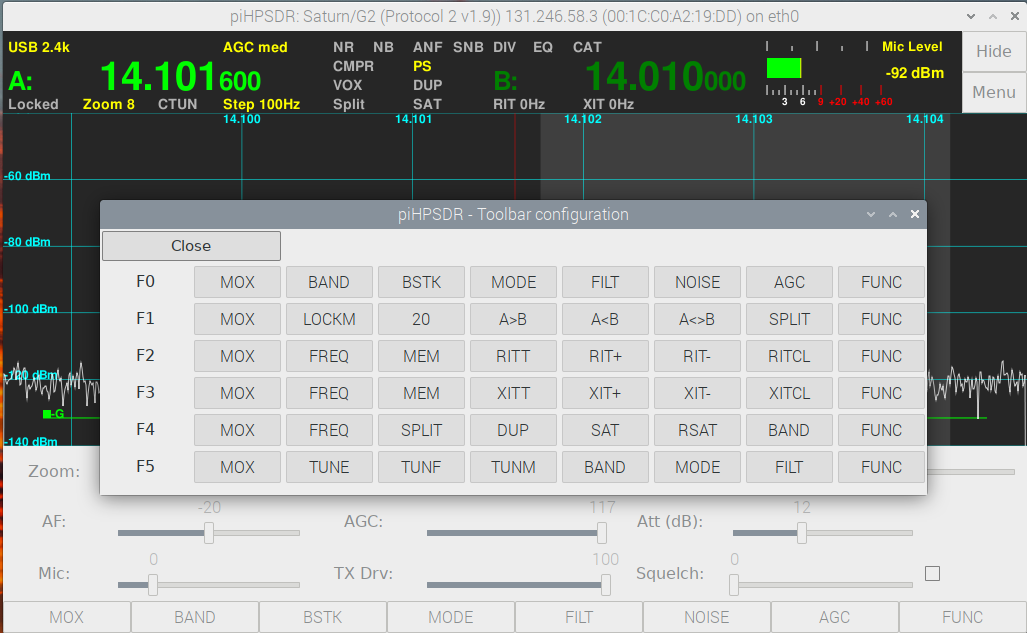 piHPSDR: Saturn/G2 (Protocol 2 v1.9)) 131.246.58.3 (00:1C:C0:A2:19:DD) on eth0
USB 2.4k AGC med NR NB ANF SNB DIV EQ CAT Mic Level Hide
A: 14.101600 CMPR PS B: 14.010000 -92 dBm
VOX DUP Menu
Locked Zoom 8 CTUN Step 100Hz Split SAT RIT 0Hz XIT 0Hz 3 6 9 +20 +40 +60
14.100 14.101 14.102 14.103 14.104
-60 dBm
piHPSDR - Toolbar configuration
-80 dBm
Close
F0 MOX BAND BSTK MODE FILT NOISE AGC FUNC
-100 dBm
F1 MOX LOCKM 20 A>B A<B A<>B SPLIT FUNC
F2 MOX FREQ MEM RITT RIT+ RIT- RITCL FUNC
-120 dBm
F3 MOX FREQ MEM XITT XIT+ XIT- XITCL FUNC
-G
F4 MOX FREQ SPLIT DUP SAT RSAT BAND FUNC
-140 dBm
F5 MOX TUNE TUNF TUNM BAND MODE FILT FUNC
Zoom:
-20 117 12
AF: AGC: Att (dB):
0 100 0
Mic: TX Drv: Squelch:
MOX BAND BSTK MODE FILT NOISE AGC FUNC